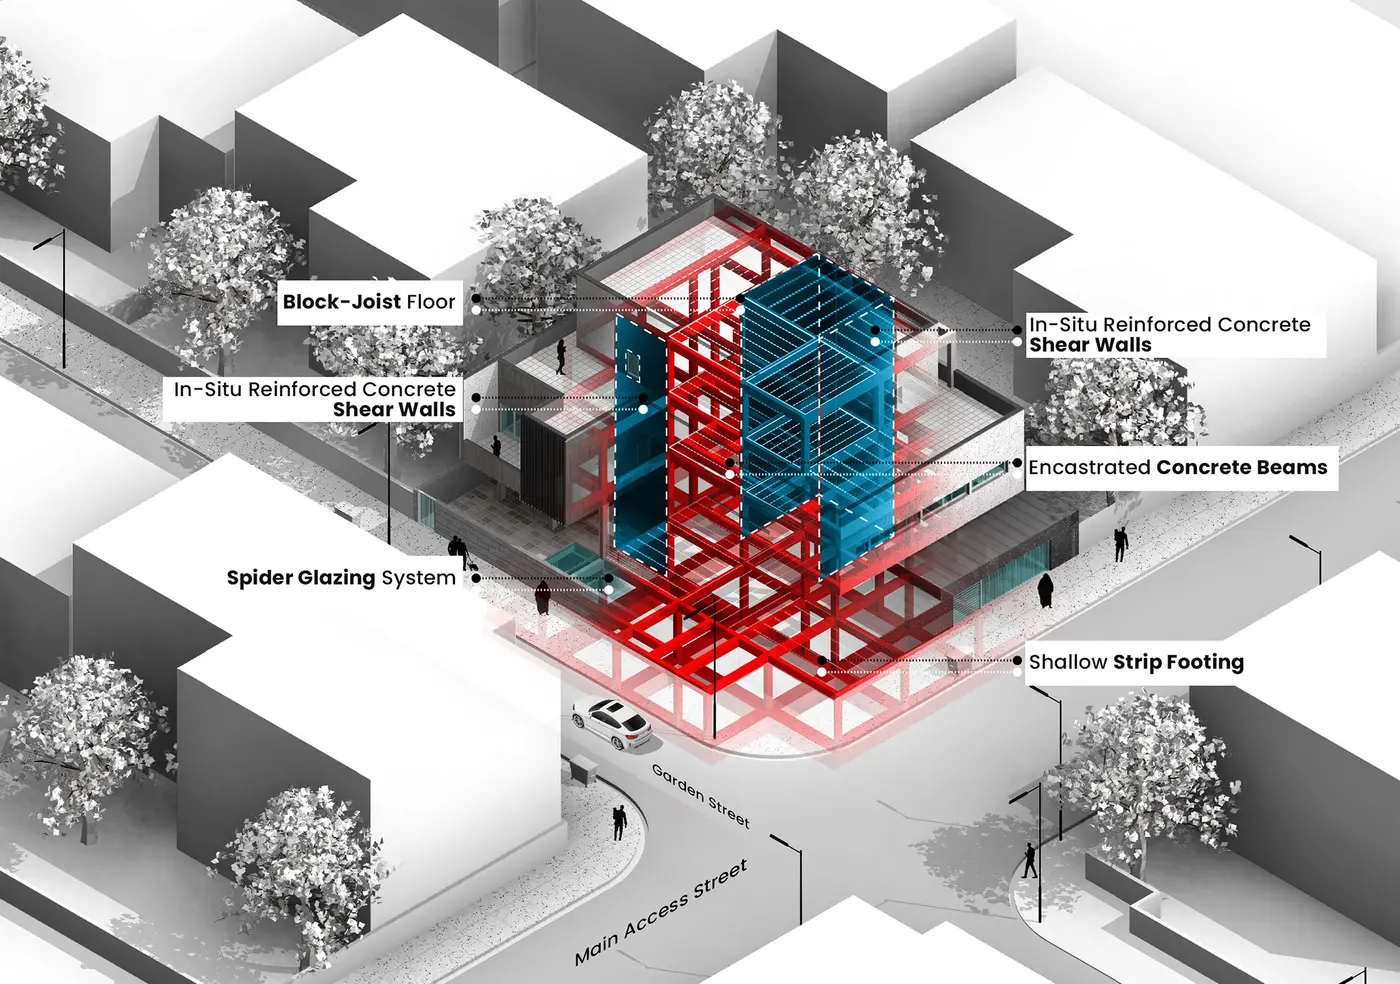 Block-Joist Floor
In-Situ Reinforced Concrete
Shear Walls
In-Situ Reinforced Concrete
Shear Walls
Encastrated Concrete Beams
Spider Glazing System
Shallow Strip Footing
Garden Street
Main Access Street